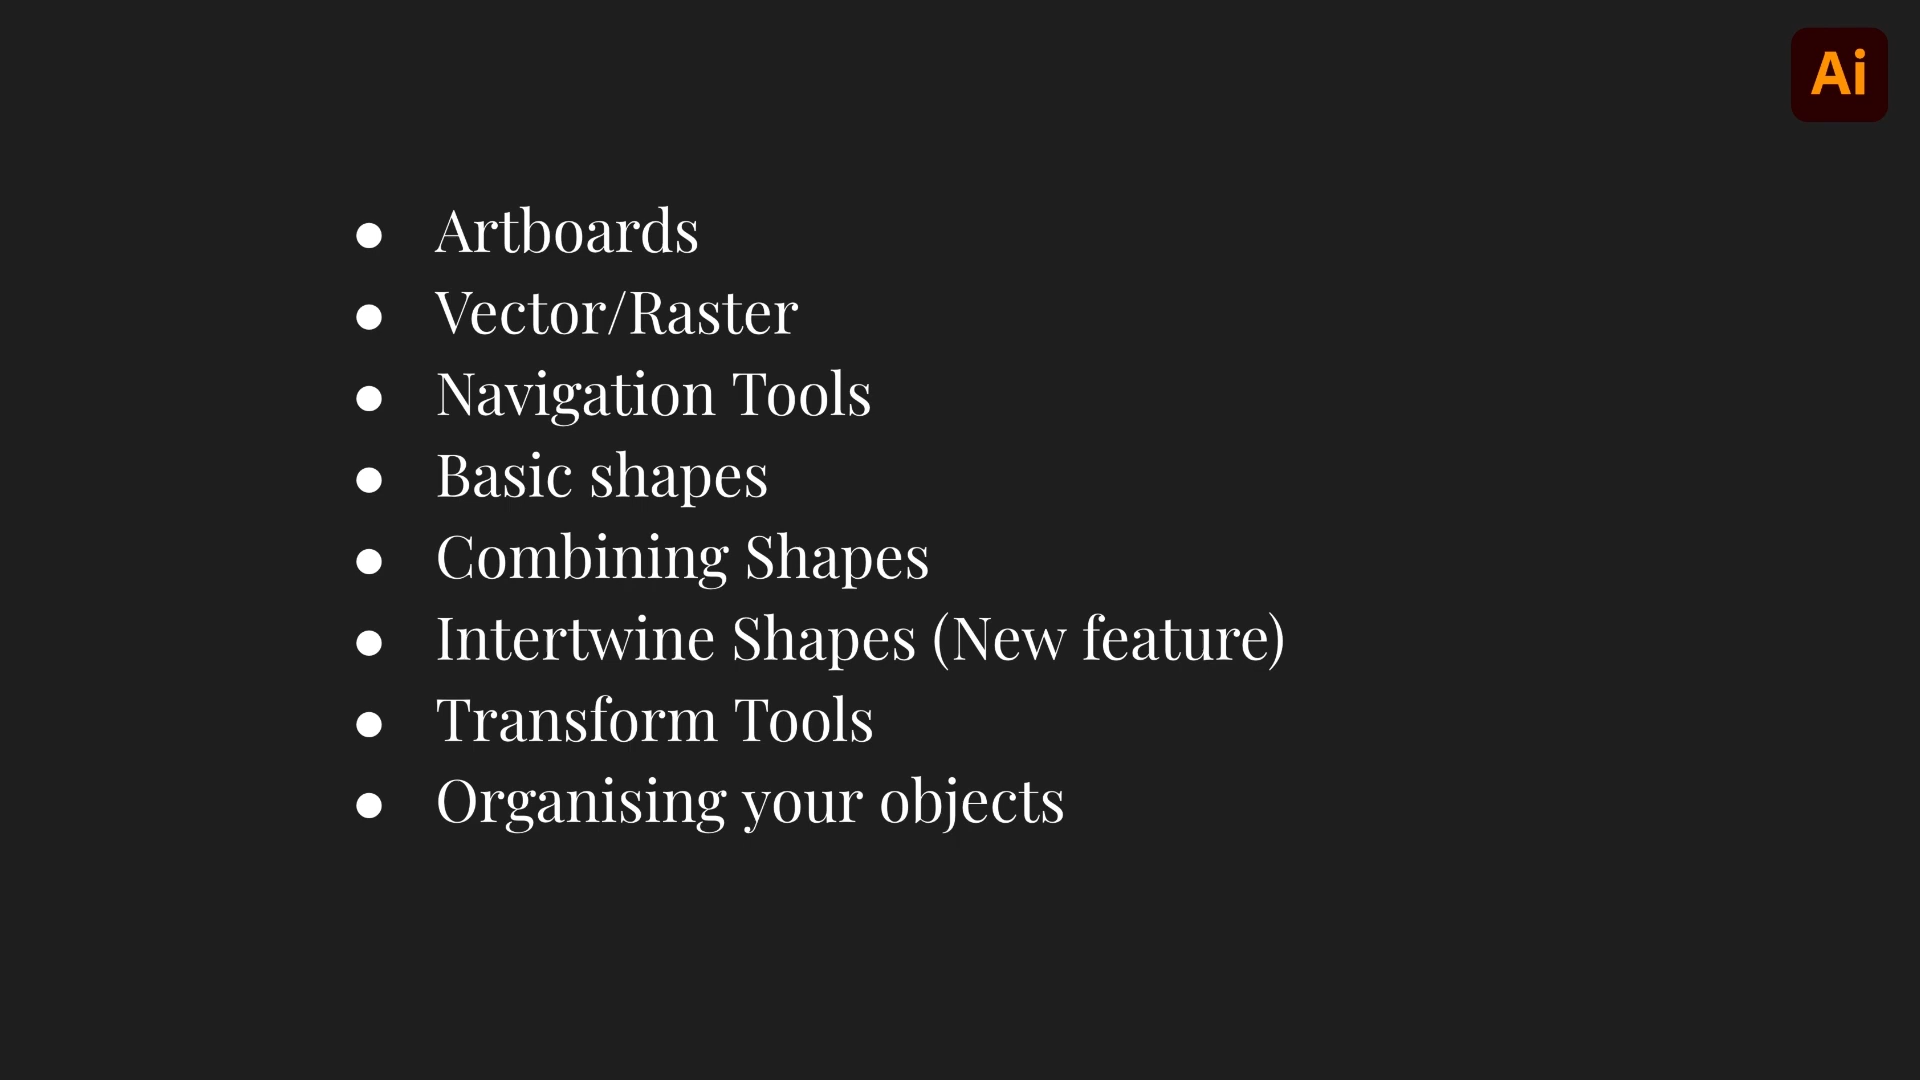 Ai
● Artboards
● Vector/Raster
● Navigation Tools
● Basic shapes
● Combining Shapes
● Intertwine Shapes (New feature)
● Transform Tools
● Organising your objects